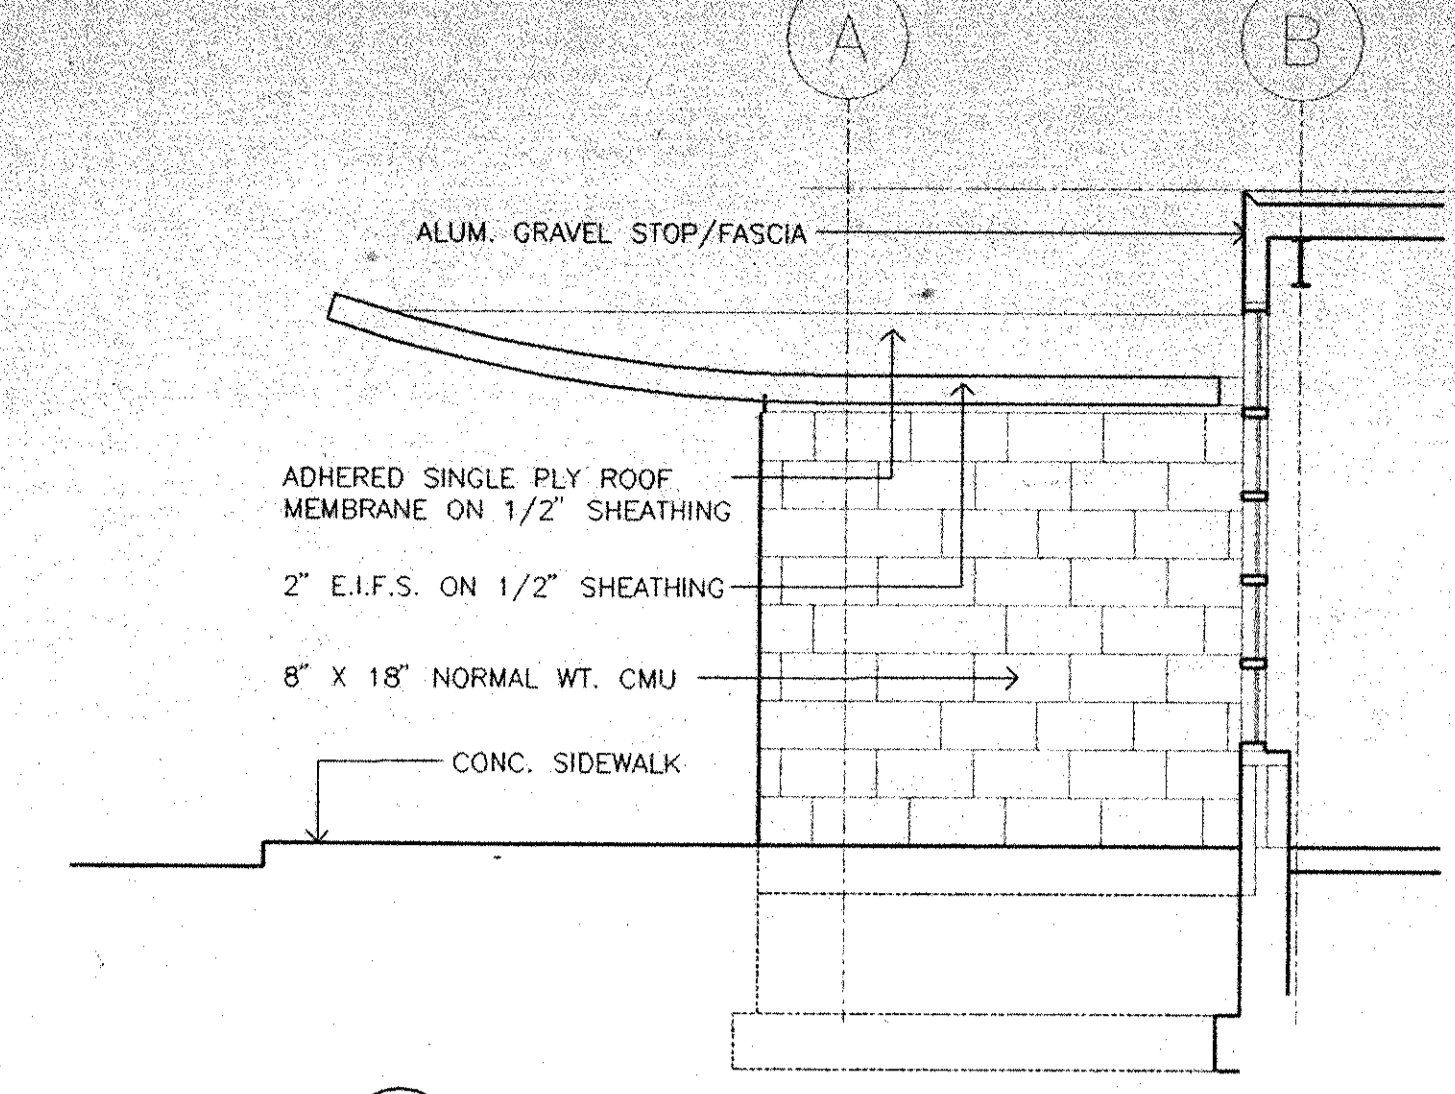 A
B
ALUM. GRAVEL STOP/FASCIA
ADHERED SINGLE PLY ROOF
MEMBRANE ON 1/2" SHEATHING
2" E.I.F.S. ON 1/2" SHEATHING
8" X 18" NORMAL WT. CMU
CONC. SIDEWALK